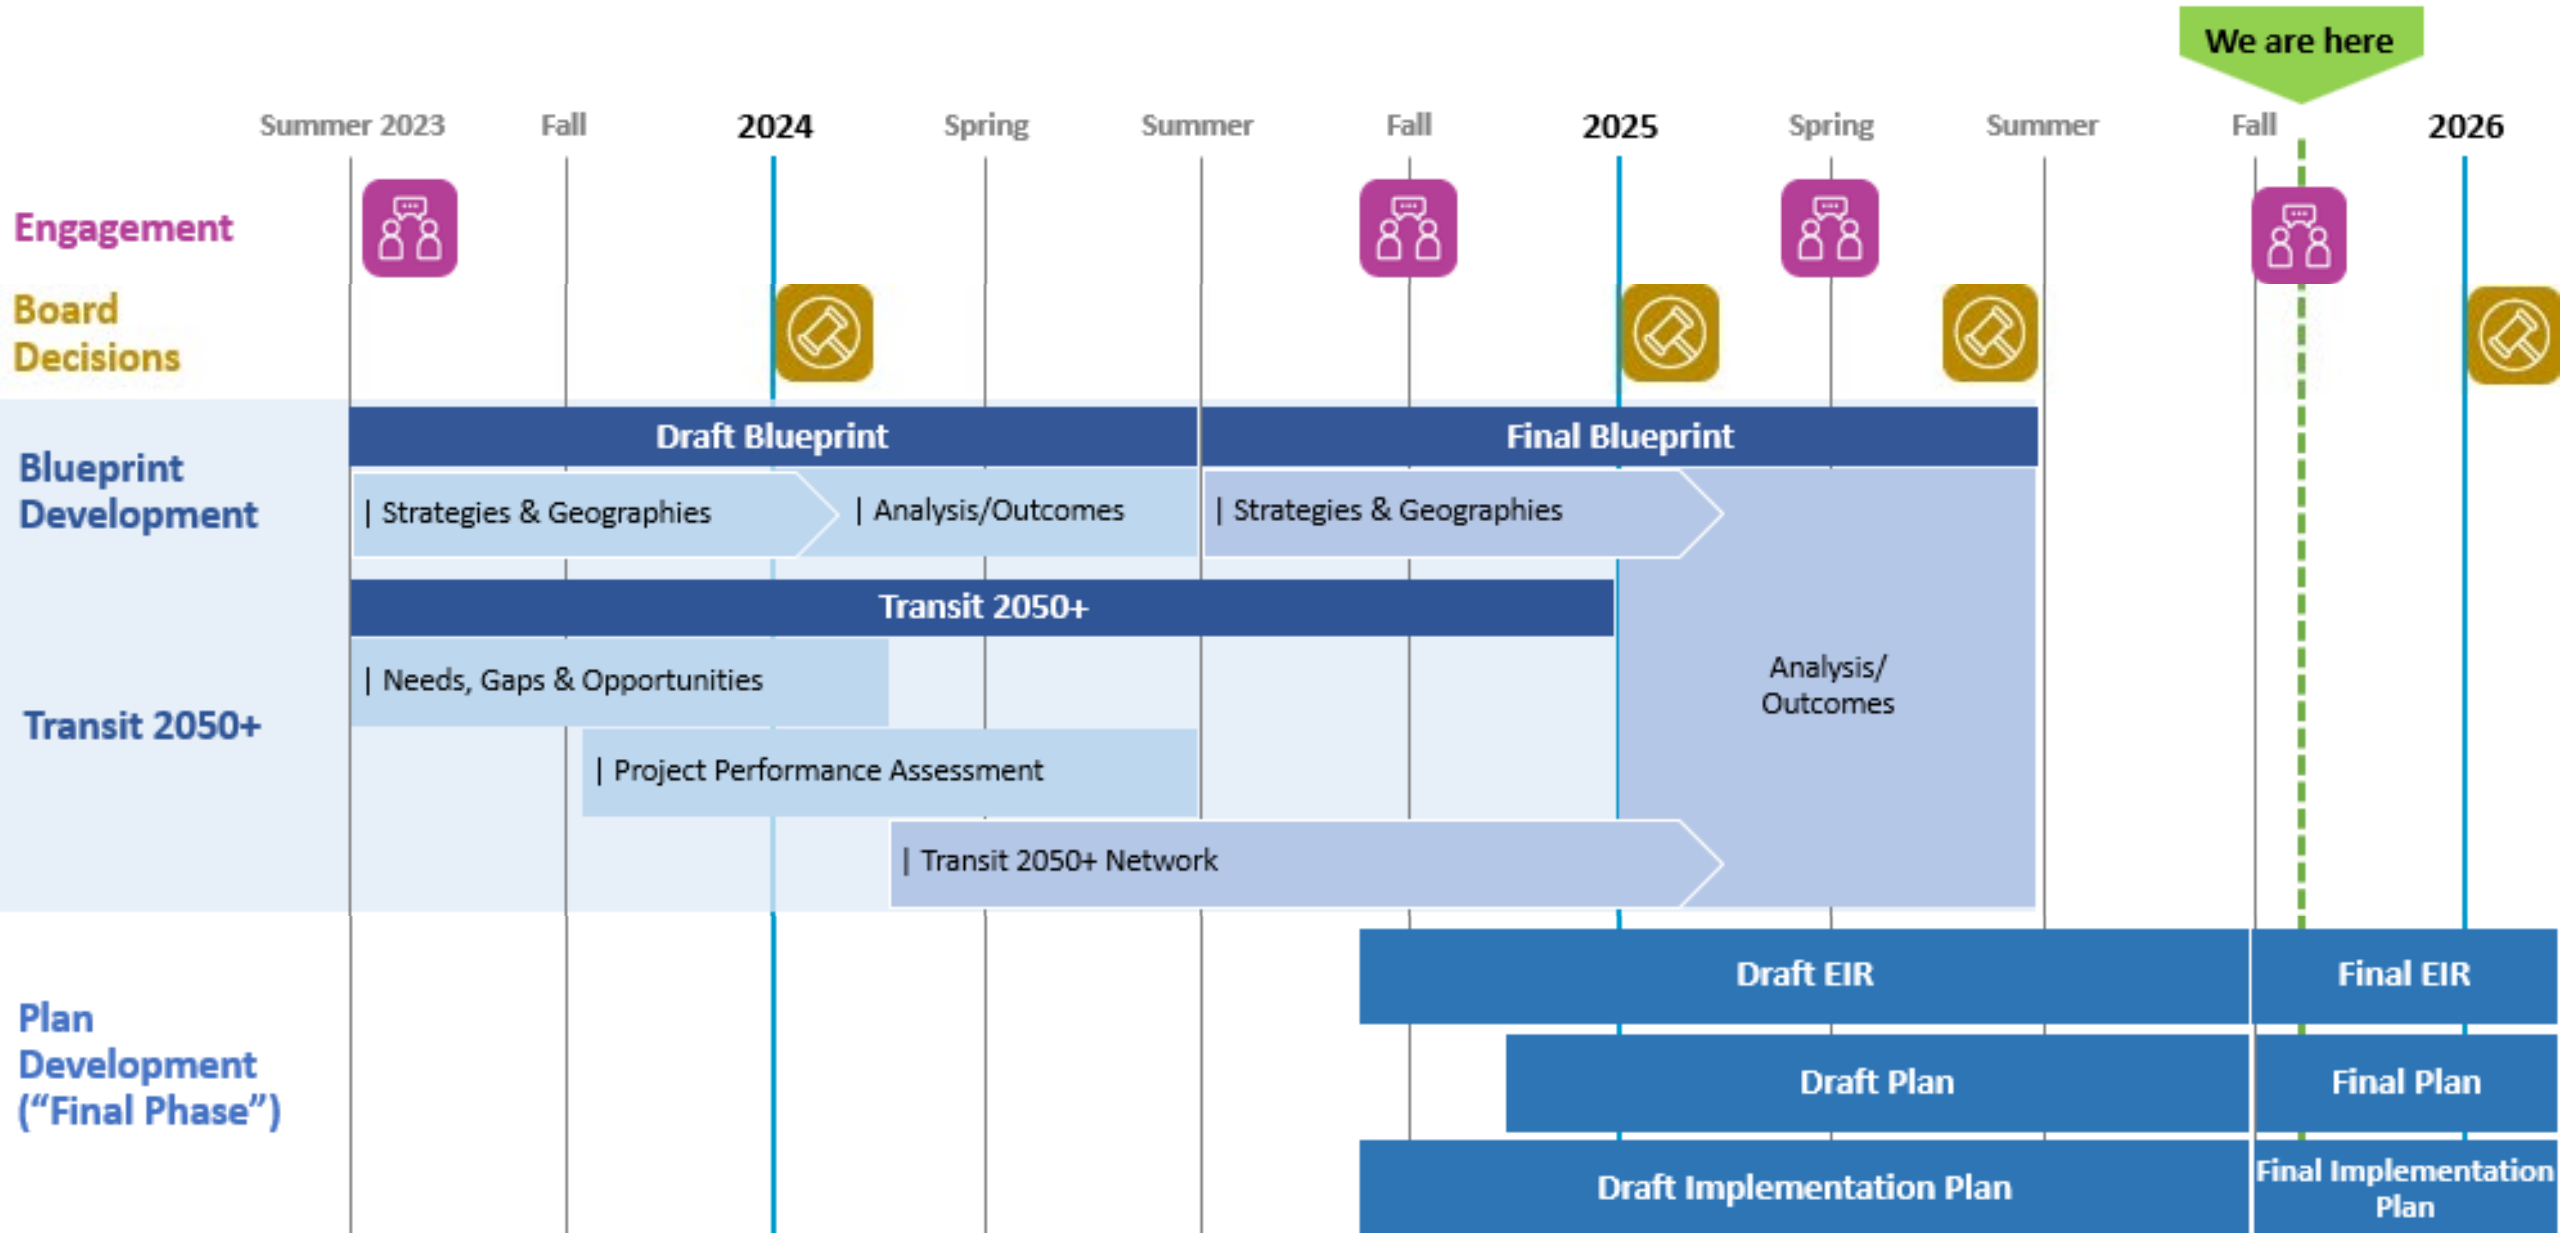 We are here
Summer 2023
Fall
2024
Spring
Summer
Fall
2025
Spring
Summer
Fall
2026
Engagement
Board
Decisions
Blueprint
Development
Draft Blueprint
Final Blueprint
| Strategies & Geographies
| Analysis/Outcomes
| Strategies & Geographies
Transit 2050+
Transit 2050+
| Needs, Gaps & Opportunities
| Project Performance Assessment
| Transit 2050+ Network
Analysis/
Outcomes
Plan
Development
(“Final Phase”)
Draft EIR
Final EIR
Draft Plan
Final Plan
Draft Implementation Plan
Final Implementation
Plan